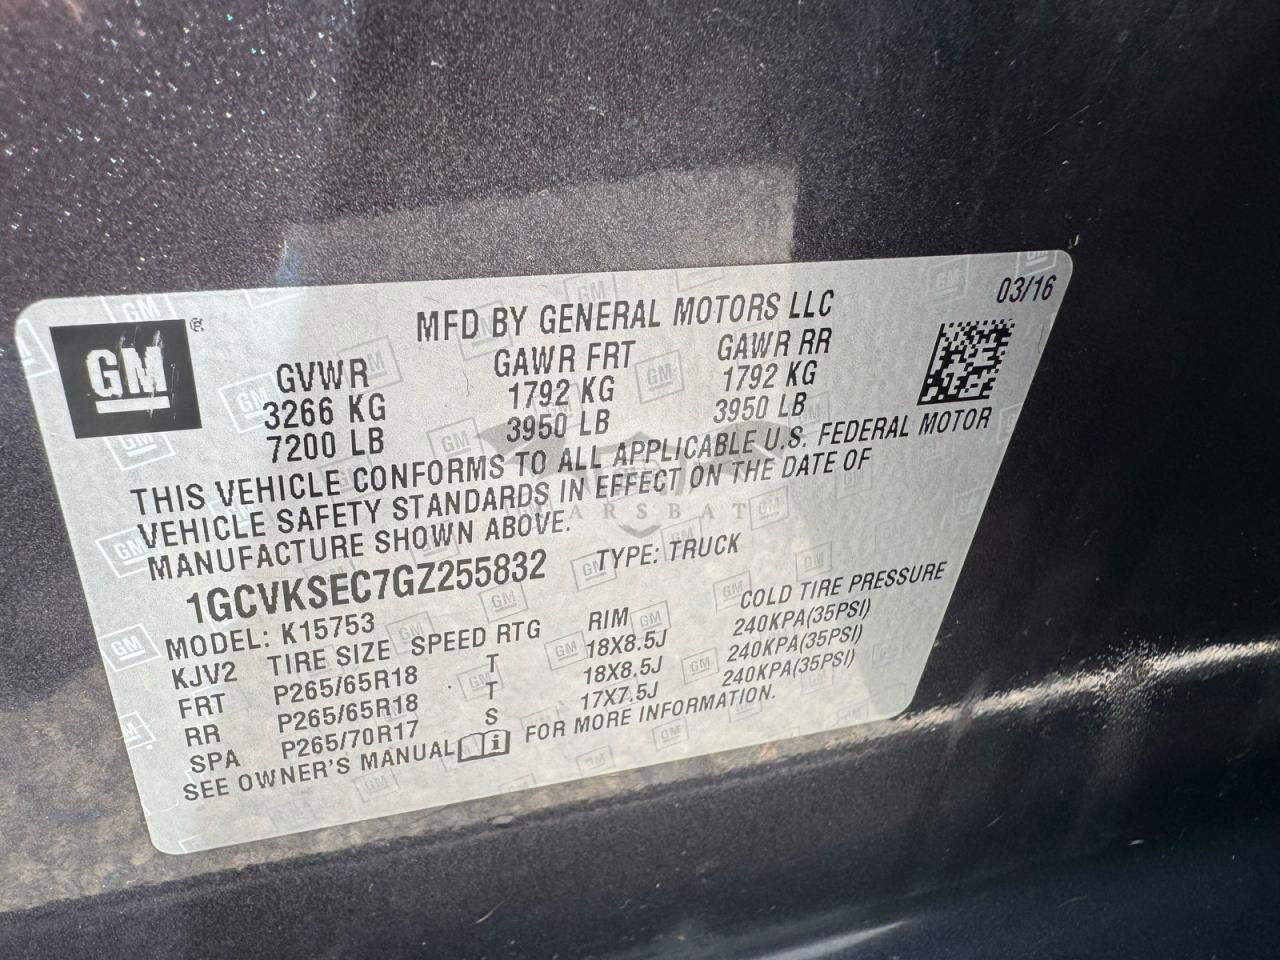 03/16
GM ®
MFD BY GENERAL MOTORS LLC
GVWR GAWR FRT GAWR RR
3266 KG 1792 KG 1792 KG
7200 LB 3950 LB 3950 LB
THIS VEHICLE CONFORMS TO ALL APPLICABLE U.S. FEDERAL MOTOR
VEHICLE SAFETY STANDARDS IN EFFECT ON THE DATE OF
MANUFACTURE SHOWN ABOVE.
1GCVKSEC7GZ255832 TYPE: TRUCK
MODEL: K15753
KJV2 TIRE SIZE SPEED RTG RIM COLD TIRE PRESSURE
FRT P265/65R18 T 18X8.5J 240KPA(35PSI)
RR P265/65R18 T 18X8.5J 240KPA(35PSI)
SPA P265/70R17 S 17X7.5J 240KPA(35PSI)
SEE OWNER'S MANUAL FOR MORE INFORMATION.